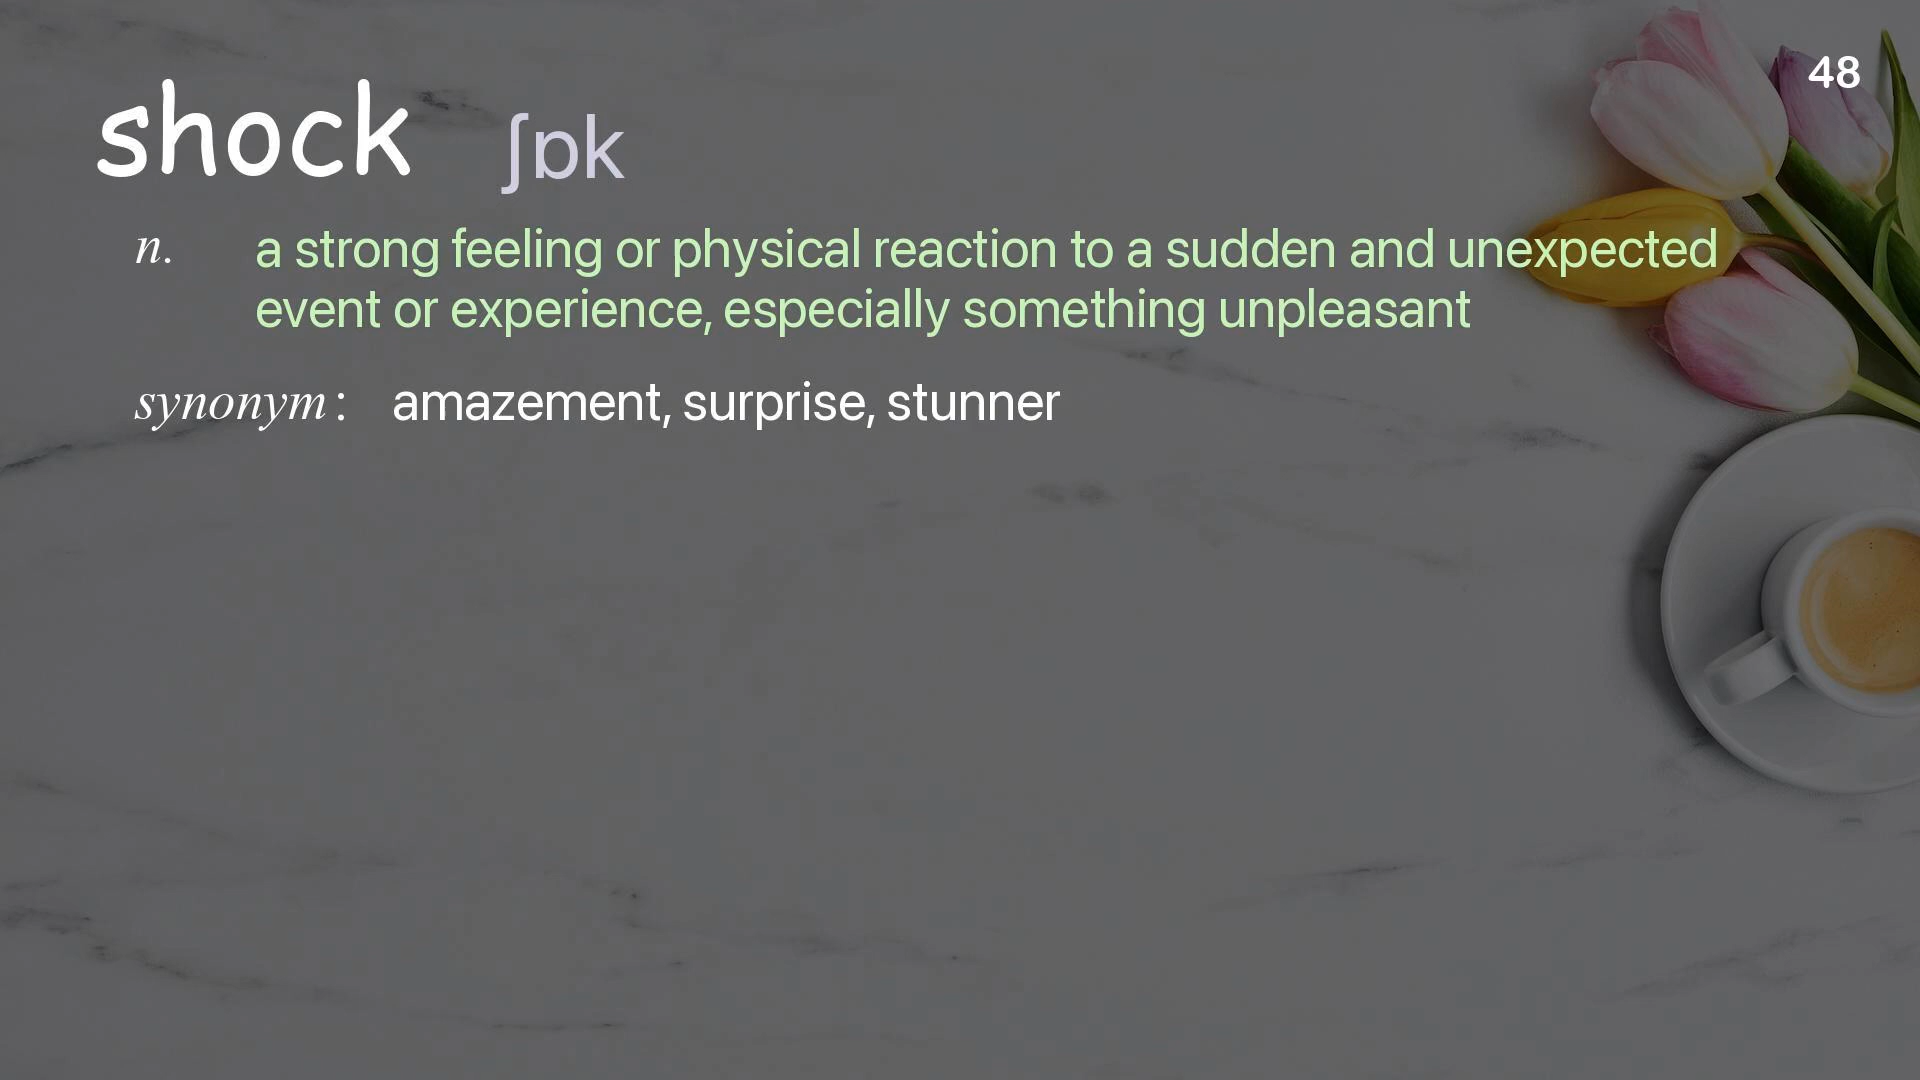 48
shock ʃɒk
n. a strong feeling or physical reaction to a sudden and unexpected
event or experience, especially something unpleasant
synonym : amazement, surprise, stunner